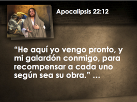 Apocalipsis 22:12
“He aquí yo vengo pronto, y
mi galardón conmigo, para
recompensar a cada uno
según sea su obra.” ...